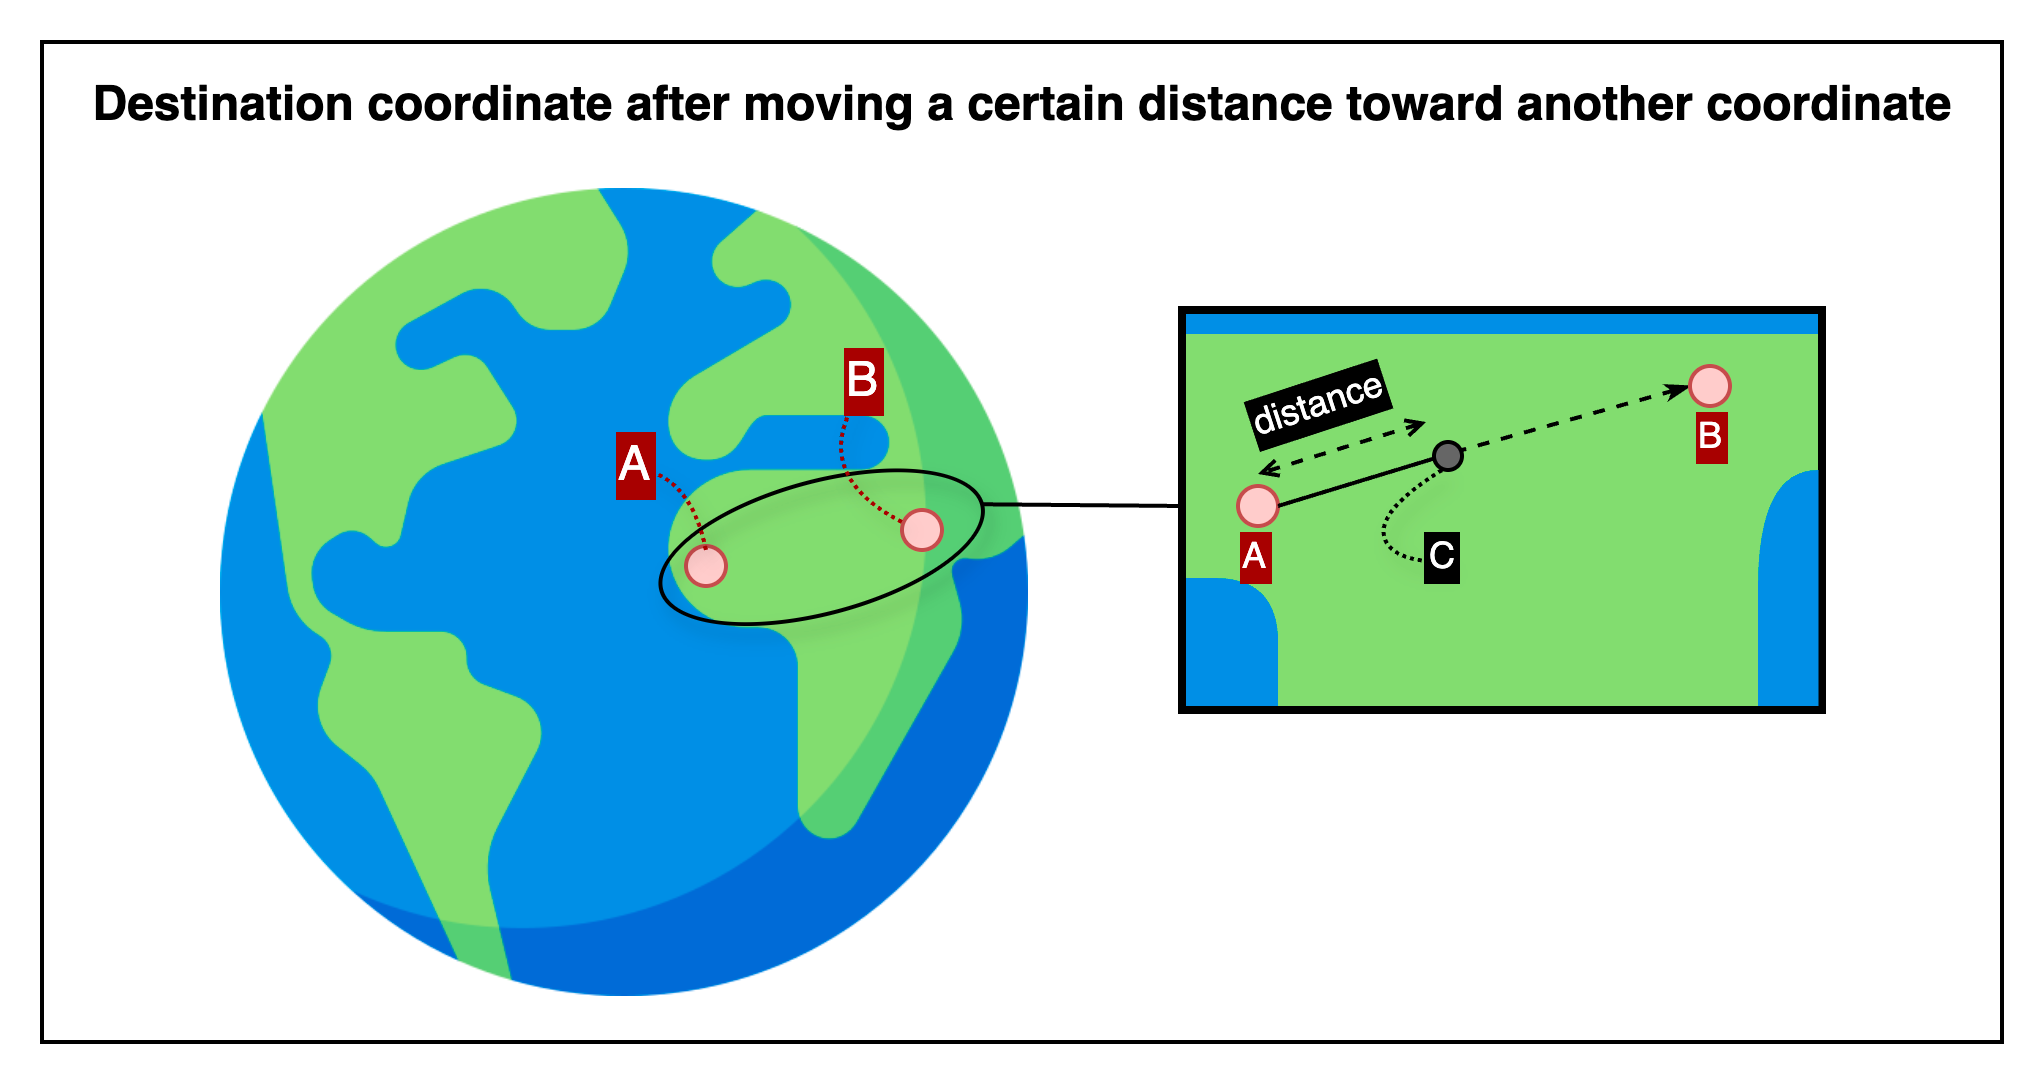 Destination coordinate after moving a certain distance toward another coordinate
B
A
distance
B
A
C